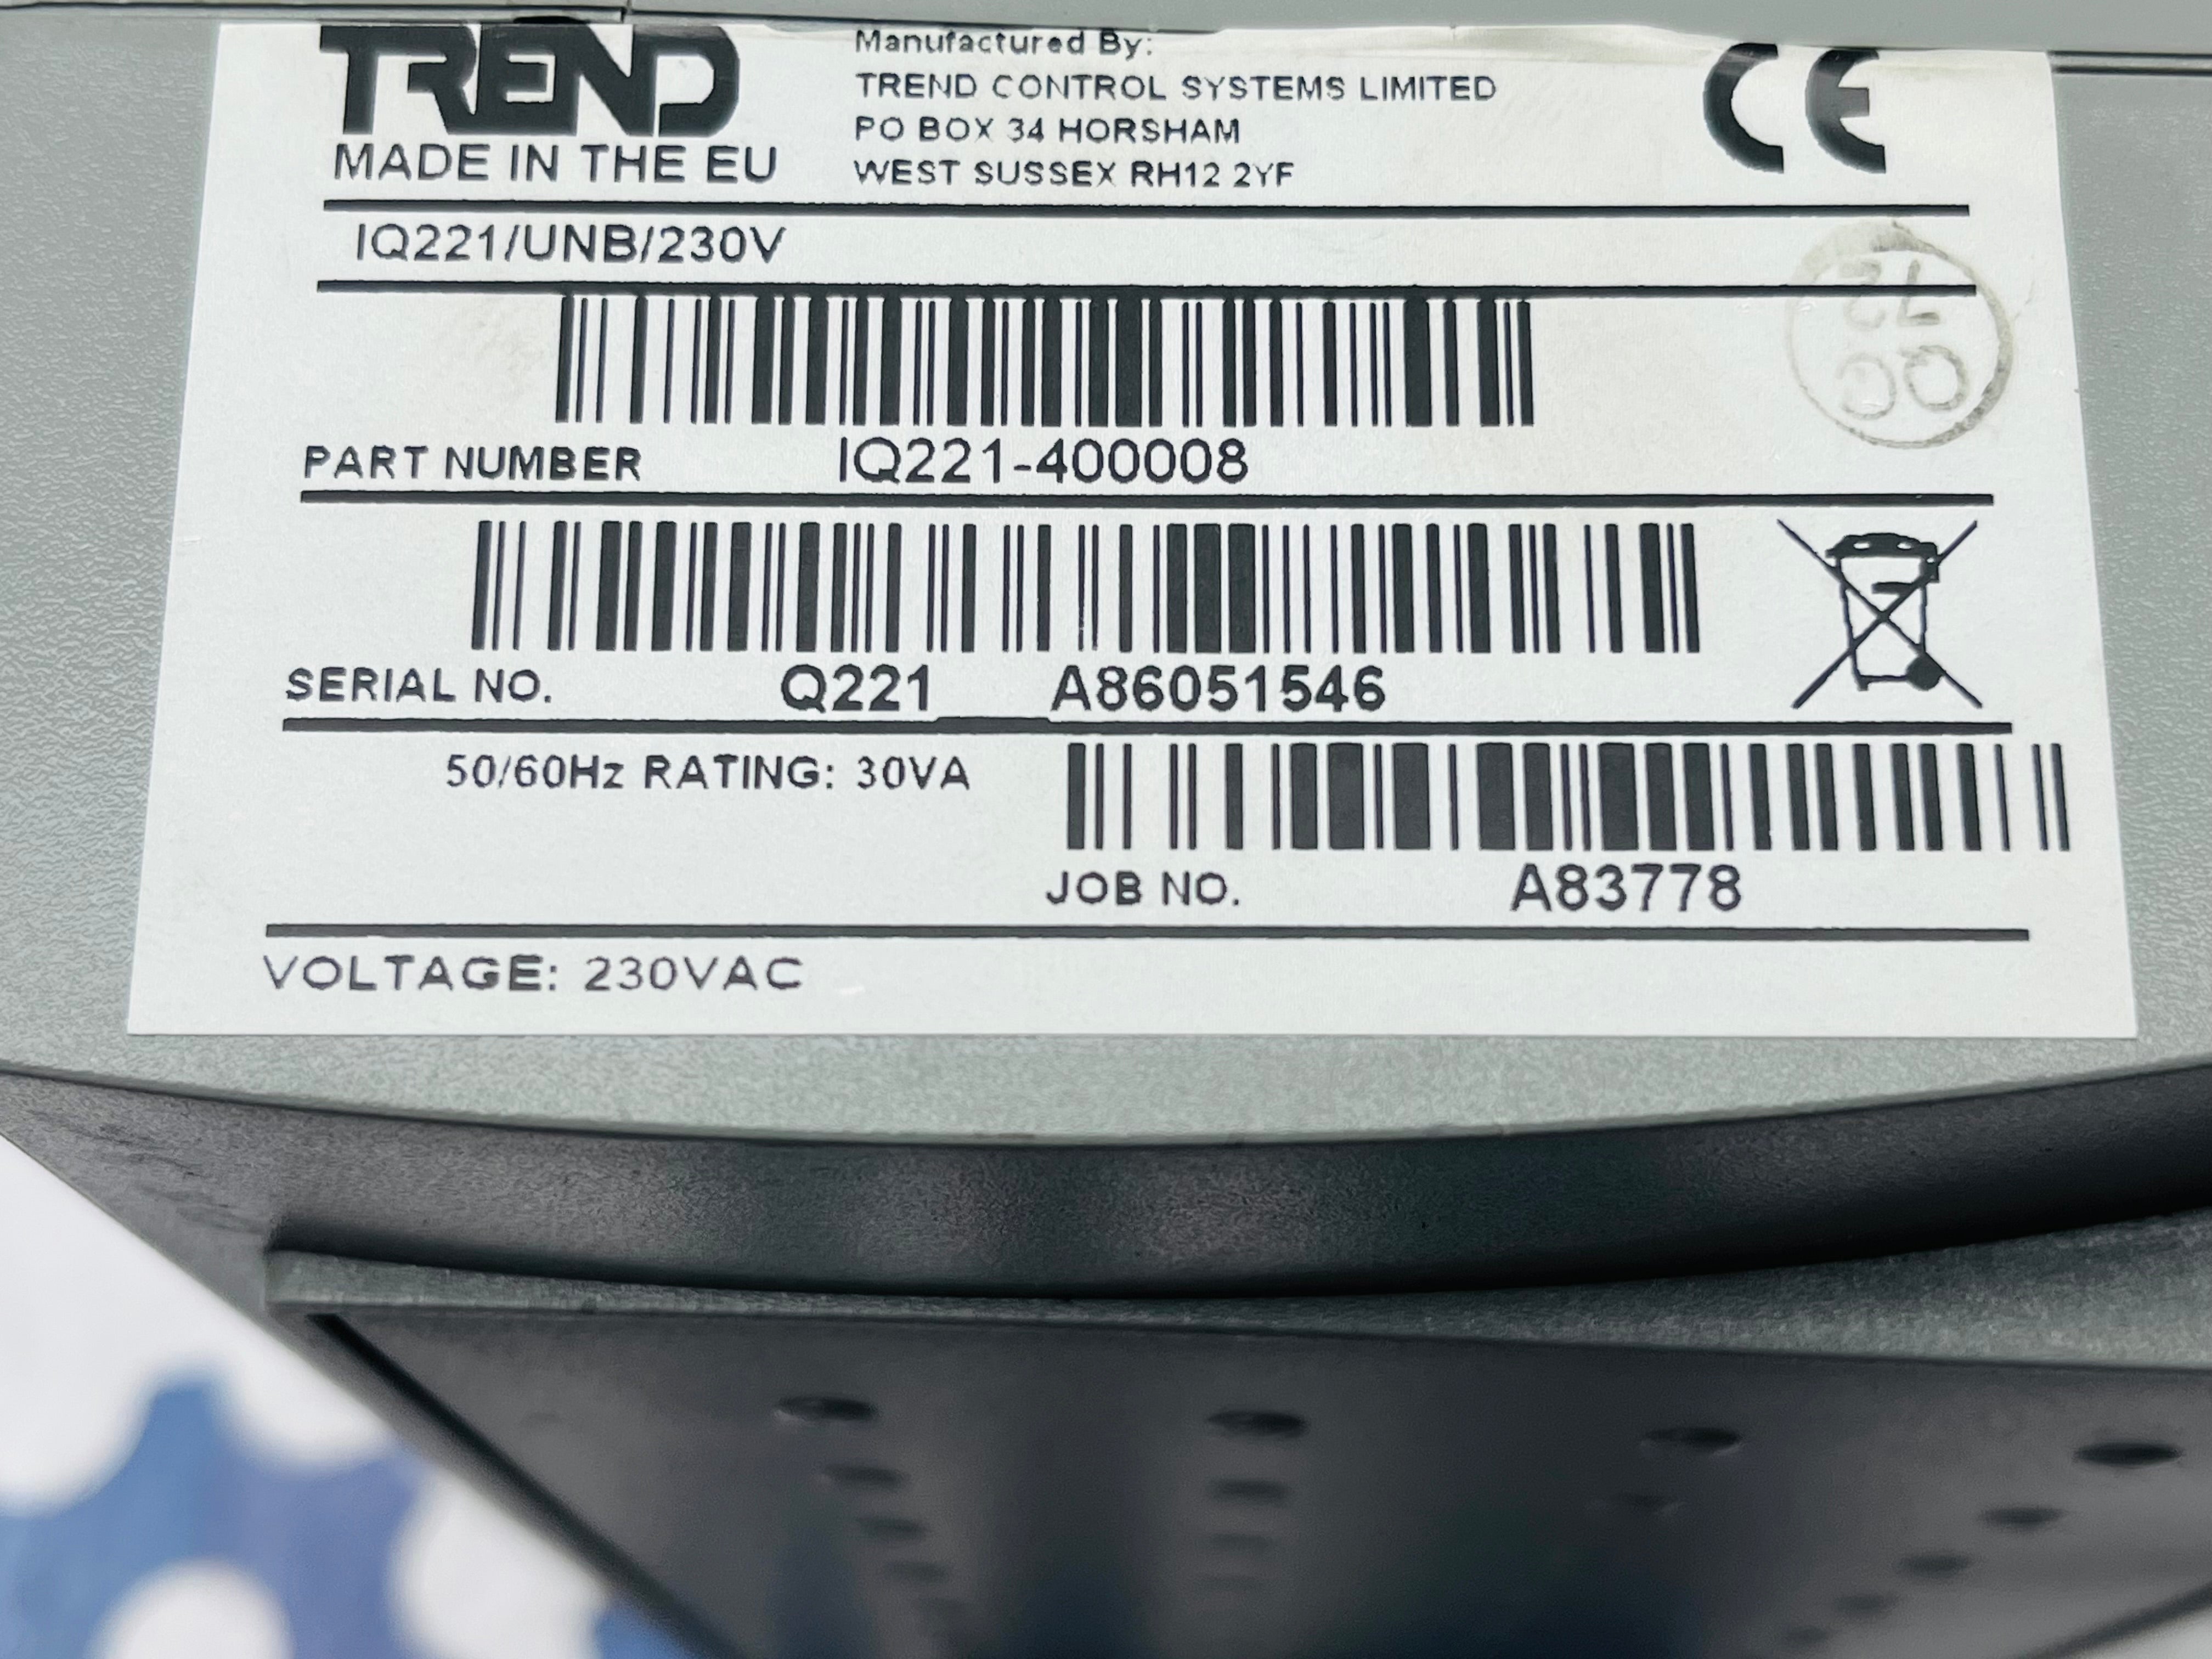 TREND
MADE IN THE EU
Manufactured By:
TREND CONTROL SYSTEMS LIMITED
PO BOX 34 HORSHAM
WEST SUSSEX RH12 2YF
CE
IQ221/UNB/230V
PART NUMBER IQ221-400008
SERIAL NO. Q221 A86051546
50/60Hz RATING: 30VA
JOB NO. A83778
VOLTAGE: 230VAC